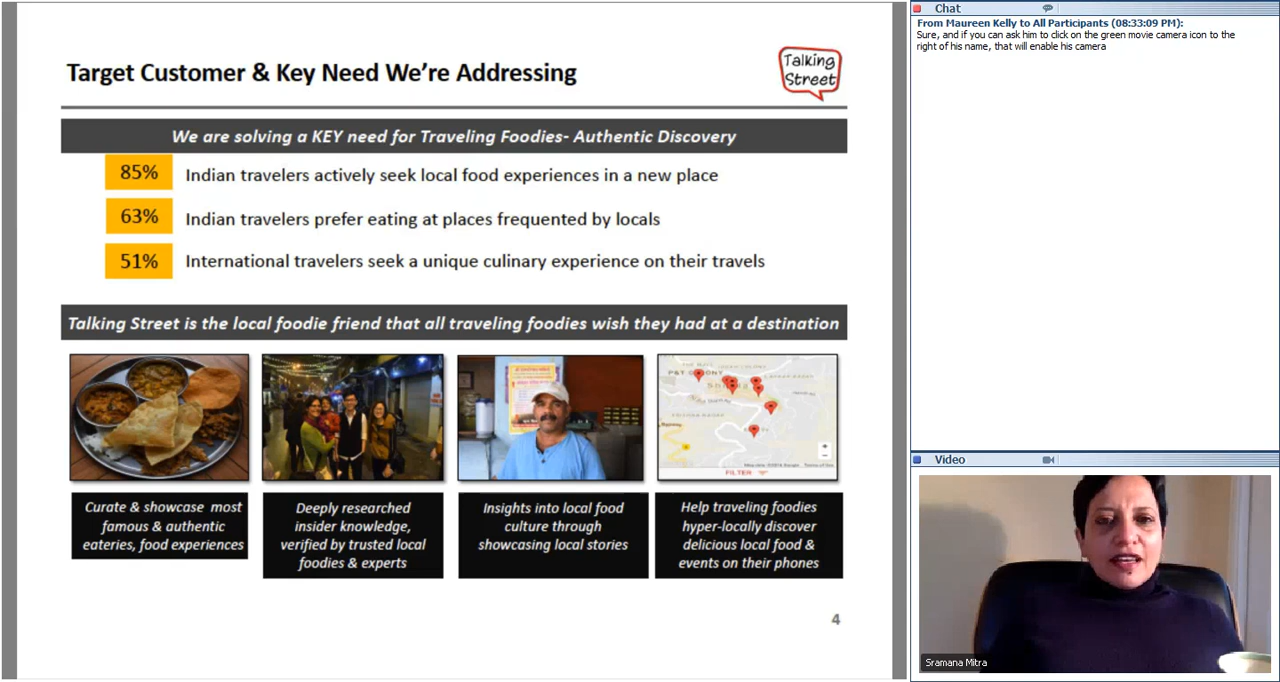 Target Customer & Key Need We're Addressing
Talking
Street
We are solving a KEY need for Traveling Foodies- Authentic Discovery
85% Indian travelers actively seek local food experiences in a new place
63% Indian travelers prefer eating at places frequented by locals
51% International travelers seek a unique culinary experience on their travels
Talking Street is the local foodie friend that all traveling foodies wish they had at a destination
P&T COLONY
FILTER
Curate & showcase most
famous & authentic
eateries, food experiences
Deeply researched
insider knowledge,
verified by trusted local
foodies & experts
Insights into local food
culture through
showcasing local stories
Help traveling foodies
hyper-locally discover
delicious local food &
events on their phones
4
Chat
From Maureen Kelly to All Participants (08:33:09 PM):
Sure, and if you can ask him to click on the green movie camera icon to the
right of his name, that will enable his camera
Video
Sramana Mitra